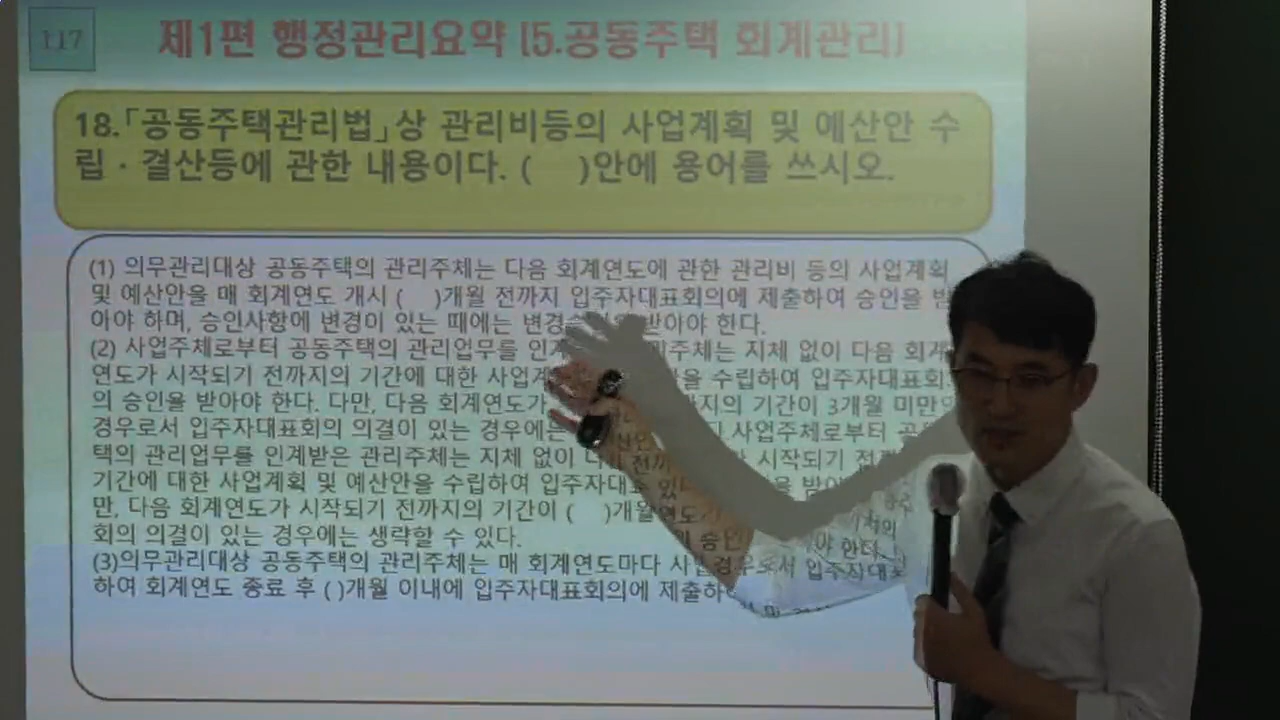 117
제1편 행정관리요약 [5.공동주택 회계관리]
18.「공동주택관리법」상 관리비등의 사업계획 및 예산안 수
립 · 결산등에 관한 내용이다. ( )안에 용어를 쓰시오.
(1) 의무관리대상 공동주택의 관리주체는 다음 회계연도에 관한 관리비 등의 사업계획
및 예산안을 매 회계연도 개시 ( )개월 전까지 입주자대표회의에 제출하여 승인을 받
아야 하며, 승인사항에 변경이 있는 때에는 변경 받아야 한다.
(2) 사업주체로부터 공동주택의 관리업무를 지체 없이 다음 회계
연도가 시작되기 전까지의 기간에 대한 수립하여 입주자대표회
의 승인을 받아야 한다. 다만, 다음 회계연도가 기간이 3개월 미만인
경우로서 입주자대표회의 의결이 있는 경우에는 사업주체로부터
택의 관리업무를 인계받은 관리주체는 지체 없이 시작되기
기간에 대한 사업계획 및 예산안을 수립하여
만, 다음 회계연도가 시작되기 전까지의 기간이 ( )개월
회의 의결이 있는 경우에는 생략할 수 있다.
(3)의무관리대상 공동주택의 관리주체는 매 회계연도마다
하여 회계연도 종료 후 ( )개월 이내에 입주자대표회의에